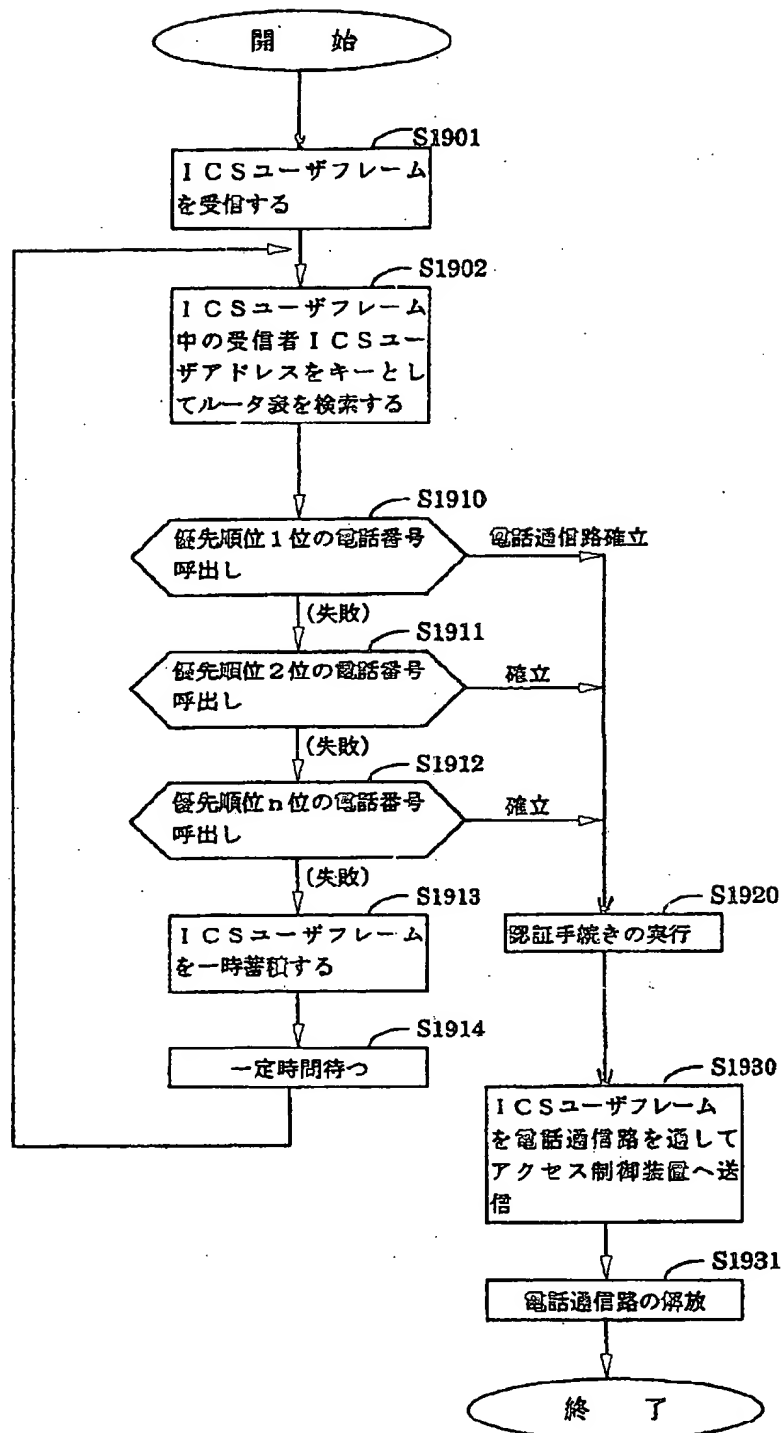 開 始
S1901
ICSユーザフレーム
を受信する
S1902
ICSユーザフレーム
中の受信者ICSユー
ザアドレスをキーとし
てルータ表を検索する
S1910
優先順位1位の電話番号
呼出し
電話通信路確立
(失敗)
S1911
優先順位2位の電話番号
呼出し
確立
(失敗)
S1912
優先順位n位の電話番号
呼出し
確立
(失敗)
S1913
ICSユーザフレーム
を一時蓄積する
S1914
一定時間待つ
S1920
認証手続きの実行
S1930
ICSユーザフレーム
を電話通信路を通して
アクセス制御装置へ送
信
S1931
電話通信路の解放
終 了